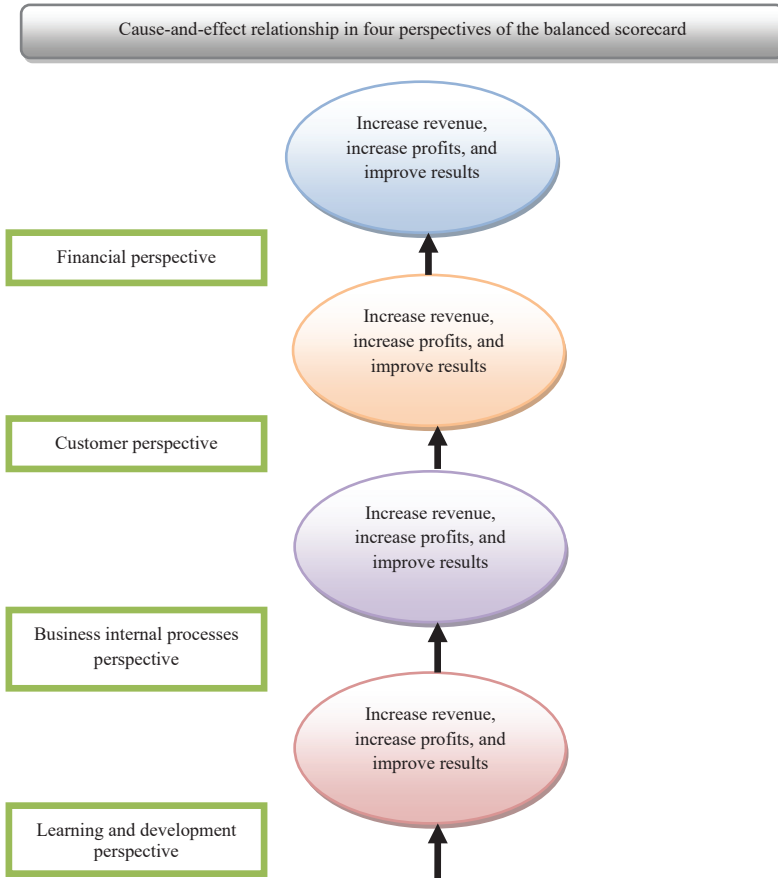 Cause-and-effect relationship in four perspectives of the balanced scorecard
Increase revenue,
increase profits, and
improve results
Financial perspective
Increase revenue,
increase profits, and
improve results
Customer perspective
Increase revenue,
increase profits, and
improve results
Business internal processes
perspective
Increase revenue,
increase profits, and
improve results
Learning and development
perspective